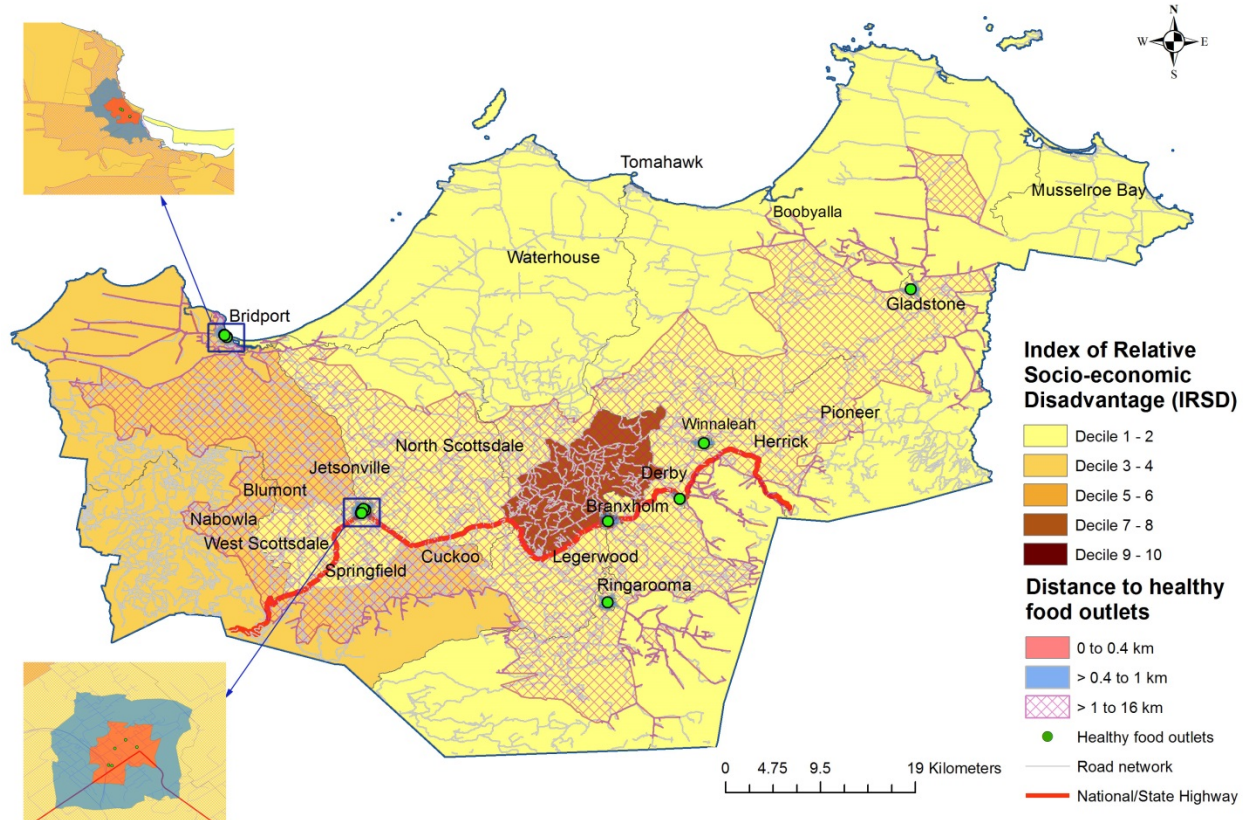 N
W
E
S
Tomahawk
Musselroe Bay
Boobyalla
Waterhouse
Gladstone
Bridport
Pioneer
Winnaleah
Herrick
North Scottsdale
Jetsonville
Derby
Blumont
Branxholm
Nabowla
West Scottsdale
Cuckoo
Legerwood
Springfield
Ringarooma
Index of Relative
Socio-economic
Disadvantage (IRSD)
Decile 1 - 2
Decile 3 - 4
Decile 5 - 6
Decile 7 - 8
Decile 9 - 10
Distance to healthy
food outlets
0 to 0.4 km
> 0.4 to 1 km
> 1 to 16 km
Healthy food outlets
Road network
National/State Highway
0 4.75 9.5 19 Kilometers